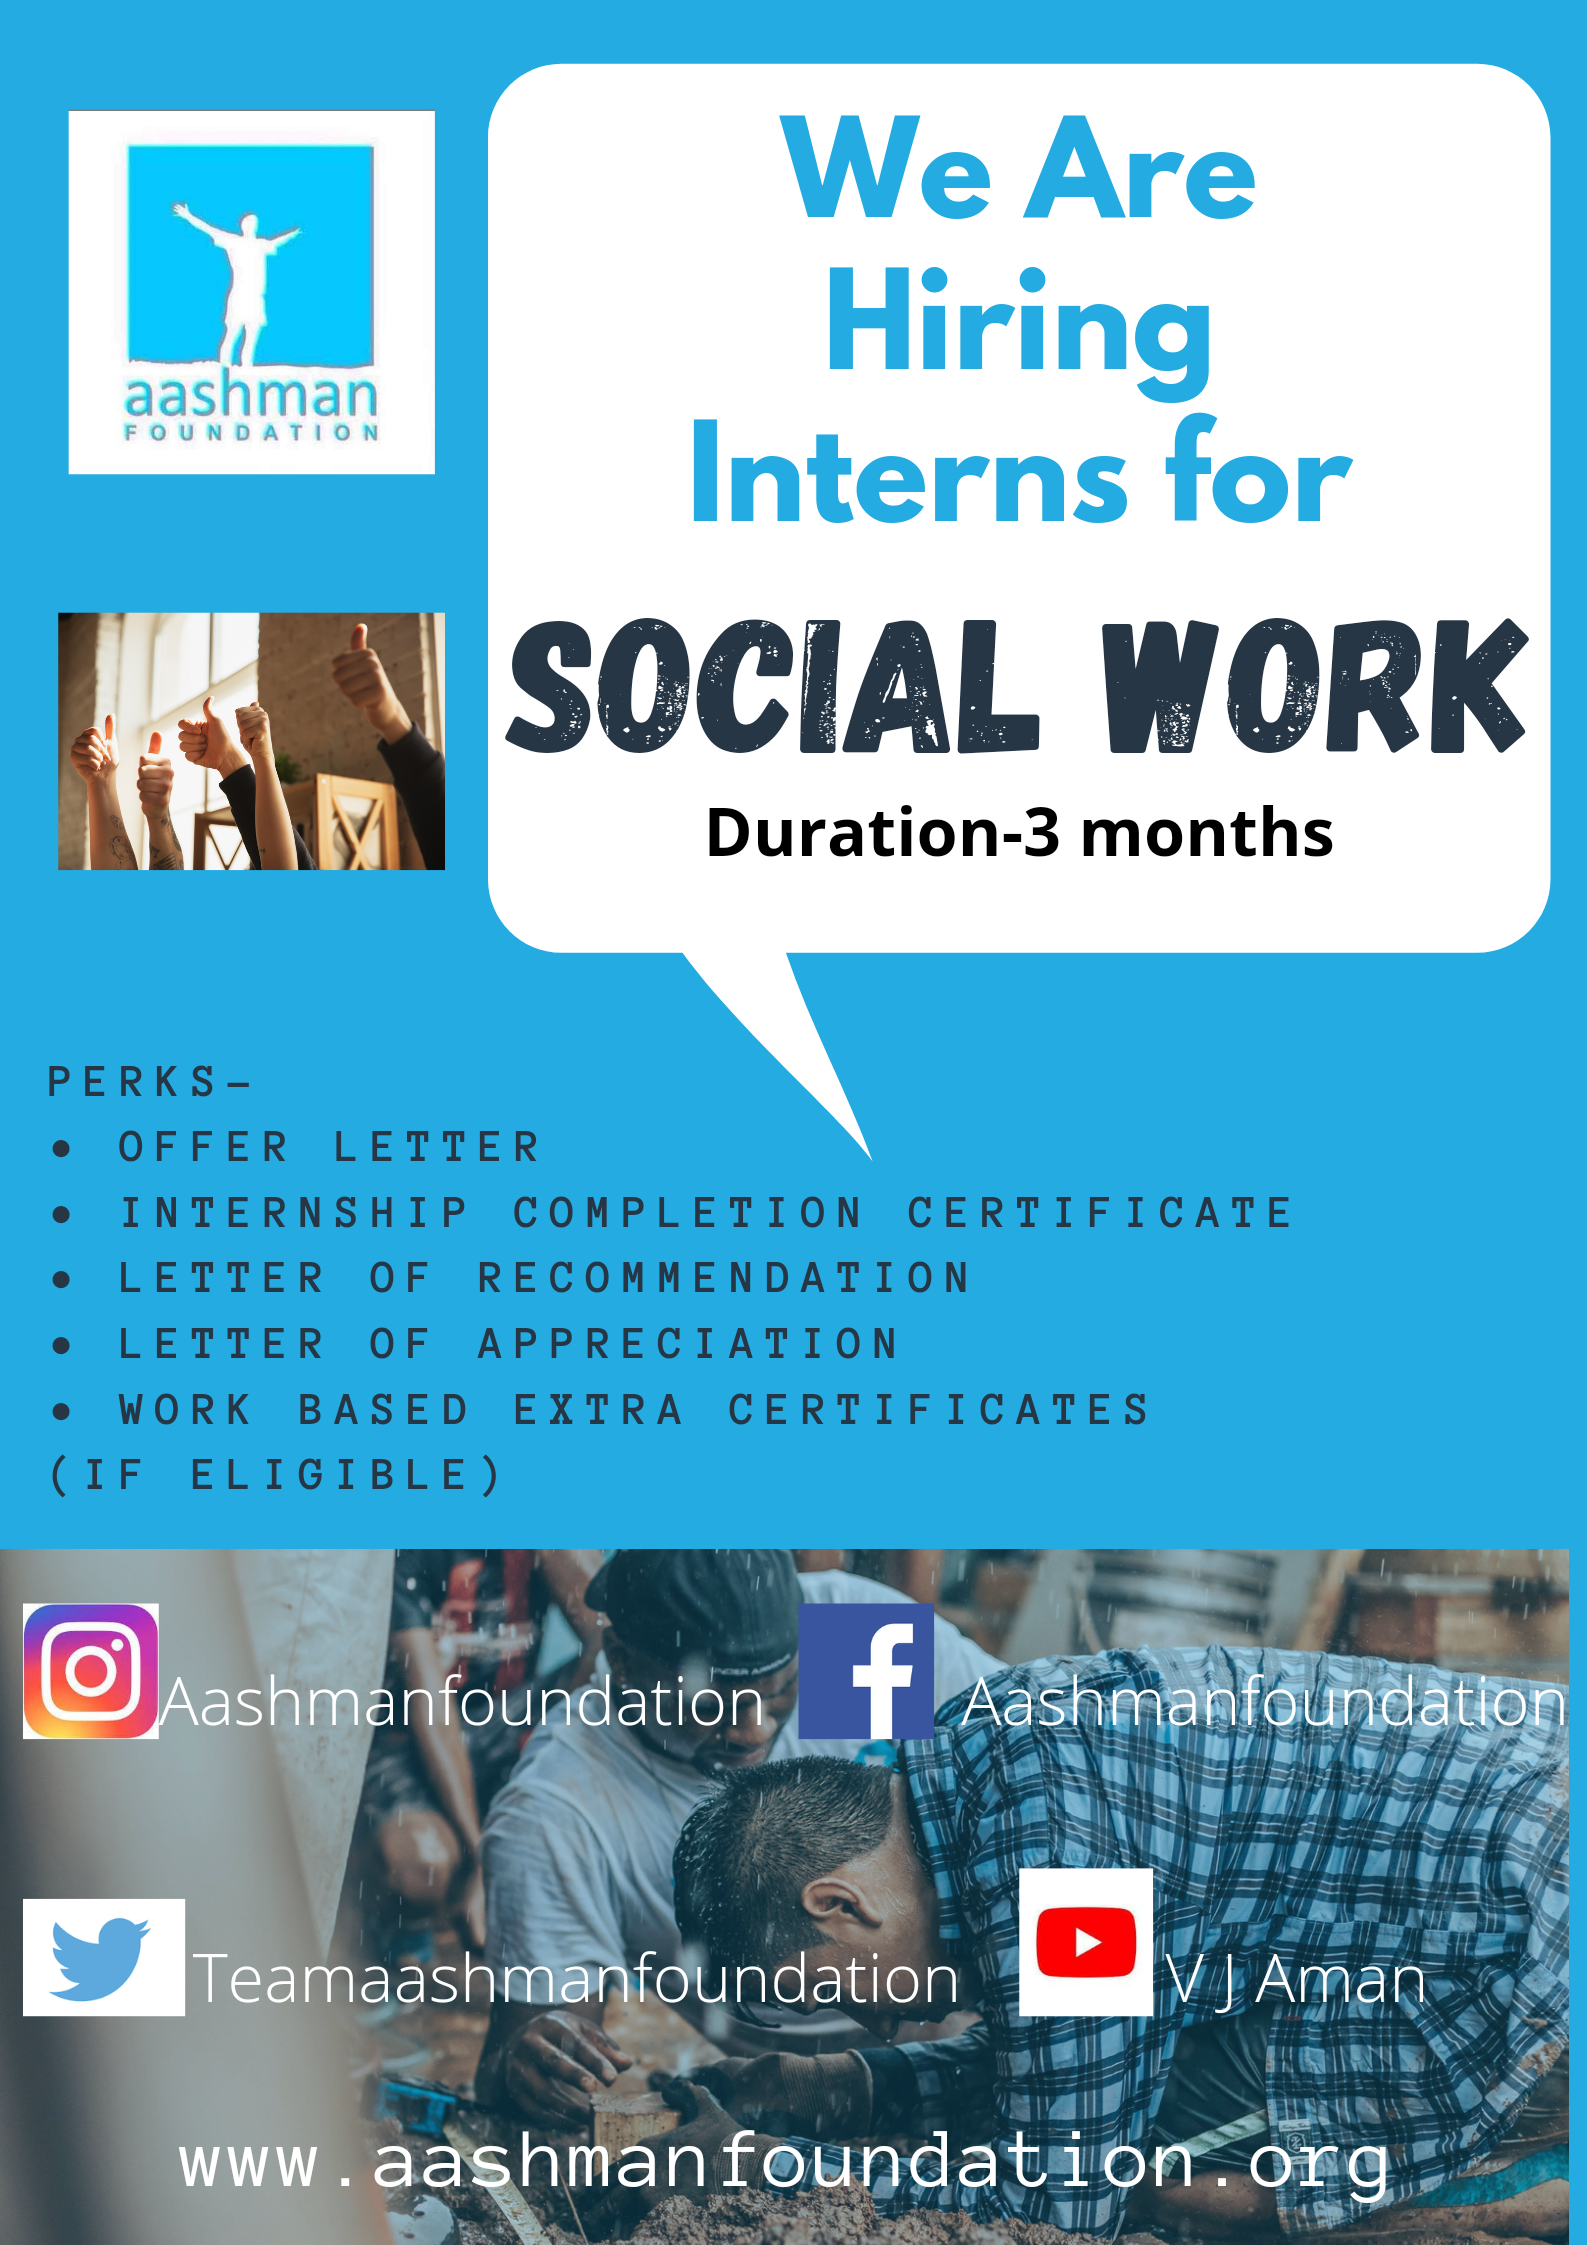 aashman
FOUNDATION
We Are
Hiring
Interns for
SOCIAL WORK
Duration-3 months
PERKS-
• OFFER LETTER
• INTERNSHIP COMPLETION CERTIFICATE
• LETTER OF RECOMMENDATION
• LETTER OF APPRECIATION
• WORK BASED EXTRA CERTIFICATES
(IF ELIGIBLE)
Aashmanfoundation
Aashmanfoundation
Teamaashmanfoundation
V J Aman
www.aashmanfoundation.org